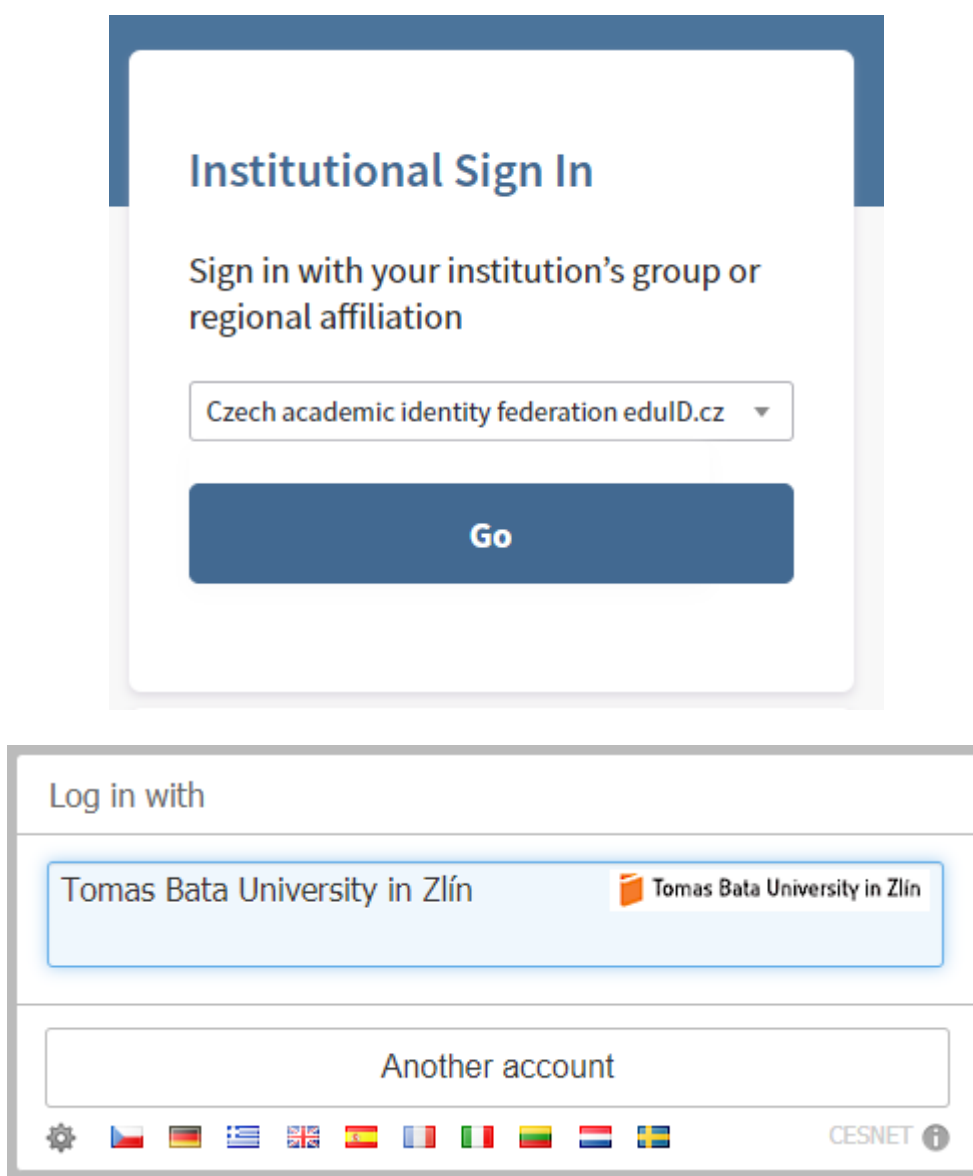 Institutional Sign In
Sign in with your institution’s group or
regional affiliation
Czech academic identity federation eduID.cz
Go
Log in with
Tomas Bata University in Zlín
Tomas Bata University in Zlín
Another account
CESNET